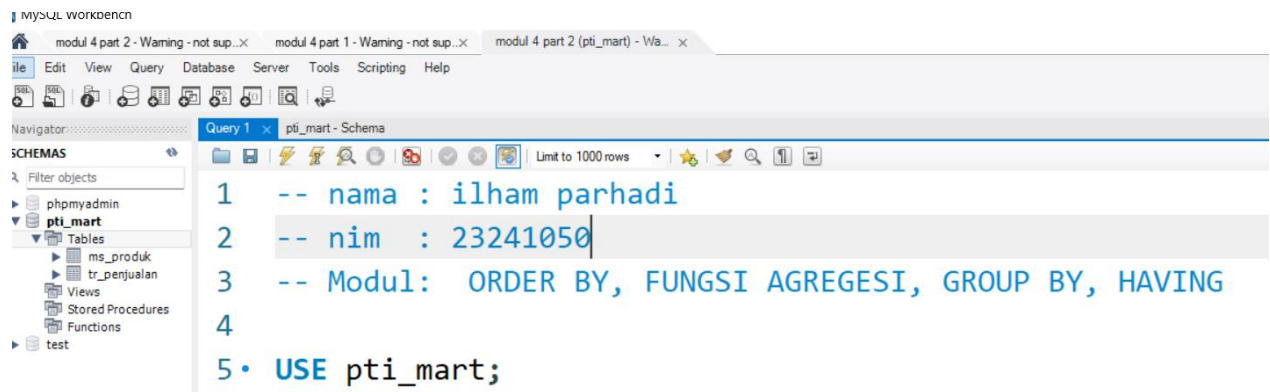 MySQL Workbench
modul 4 part 2 - Warning - not sup...× modul 4 part 1 - Warning - not sup...× modul 4 part 2 (pti_mart) - Wa... ×
ile Edit View Query Database Server Tools Scripting Help
Navigator
Query 1 × pti_mart - Schema
SCHEMAS
Limit to 1000 rows
Filter objects
phpmyadmin
pti_mart
Tables
ms_produk
tr_penjualan
Views
Stored Procedures
Functions
test
1 -- nama : ilham parhadi
2 -- nim : 23241050
3 -- Modul: ORDER BY, FUNGSI AGREGESI, GROUP BY, HAVING
4
5 USE pti_mart;